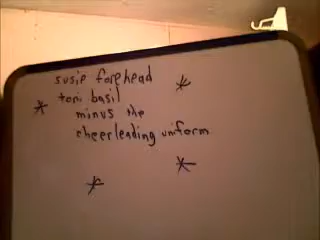 susie forehead
toni basil
minus the
cheerleading uniform